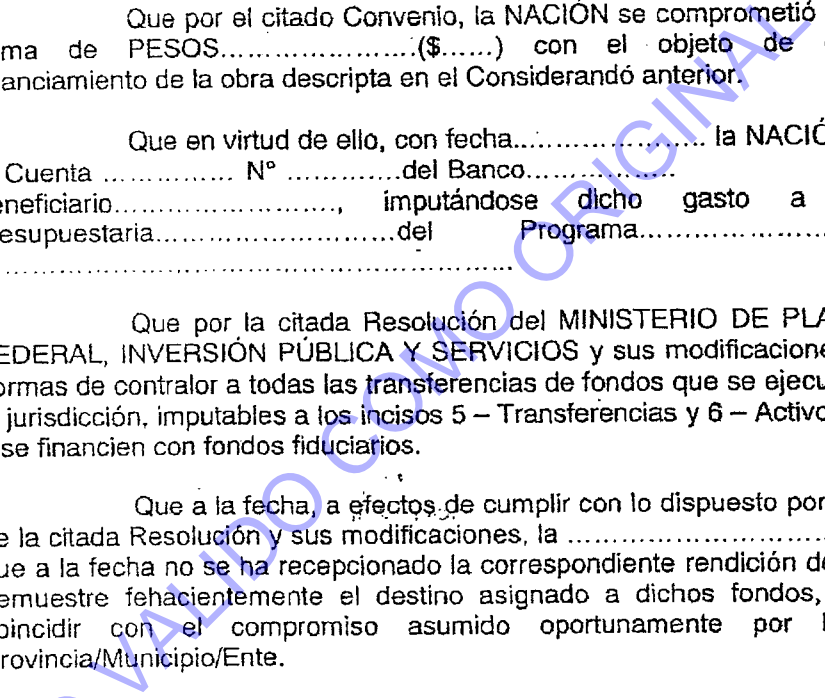 Que por el citado Convenio, la NACIÓN se comprometió
ma de PESOS......................($......) con el objeto de
anciamiento de la obra descripta en el Considerandó anterior.
Que en virtud de ello, con fecha...................... la NACIÓ
Cuenta ............... Nº .............del Banco.................
eneficiario........................., imputándose dicho gasto a
esupuestaria...........................del Programa.....................
..........................................................
Que por la citada Resolución del MINISTERIO DE PLA
EDERAL, INVERSIÓN PÚBLICA Y SERVICIOS y sus modificacione
ormas de contralor a todas las transferencias de fondos que se ejecu
jurisdicción, imputables a los incisos 5 – Transferencias y 6 – Activo
se financien con fondos fiduciarios.
Que a la fecha, a efectos de cumplir con lo dispuesto por
e la citada Resolución y sus modificaciones, la .............................
ue a la fecha no se ha recepcionado la correspondiente rendición de
emuestre fehacientemente el destino asignado a dichos fondos,
oincidir con el compromiso asumido oportunamente por l
rovincia/Municipio/Ente.
VALIDO COMO ORIGINAL